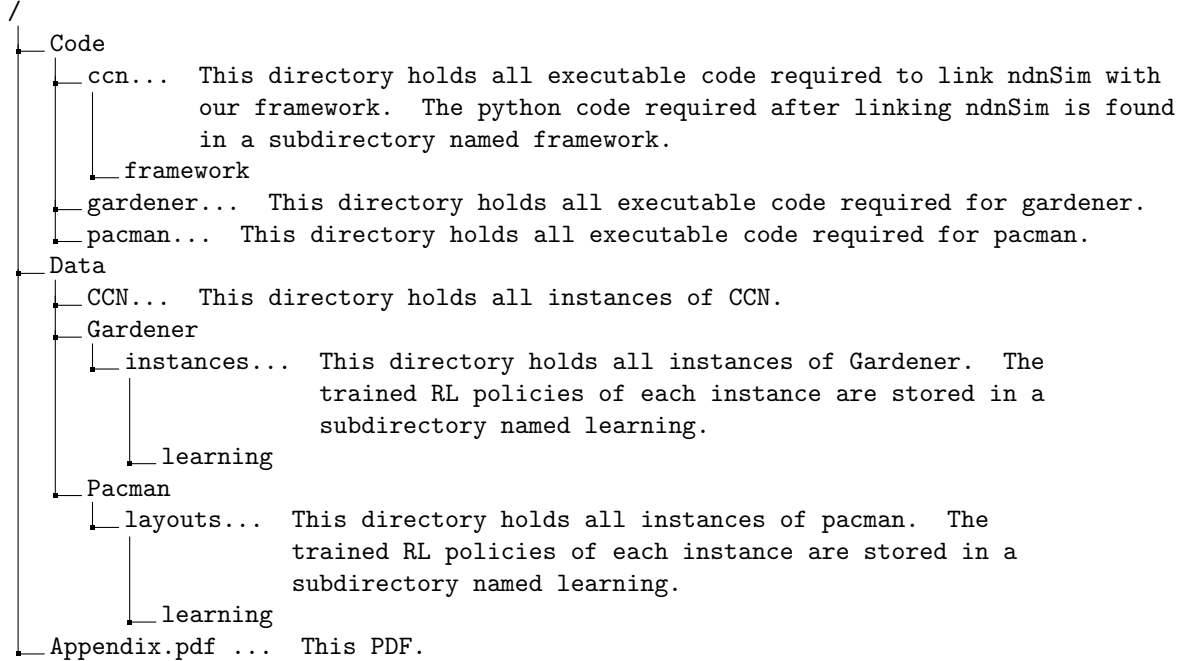 /
Code
ccn... This directory holds all executable code required to link ndnSim with
our framework. The python code required after linking ndnSim is found
in a subdirectory named framework.
framework
gardener... This directory holds all executable code required for gardener.
pacman... This directory holds all executable code required for pacman.
Data
CCN... This directory holds all instances of CCN.
Gardener
instances... This directory holds all instances of Gardener. The
trained RL policies of each instance are stored in a
subdirectory named learning.
learning
Pacman
layouts... This directory holds all instances of pacman. The
trained RL policies of each instance are stored in a
subdirectory named learning.
learning
Appendix.pdf ... This PDF.